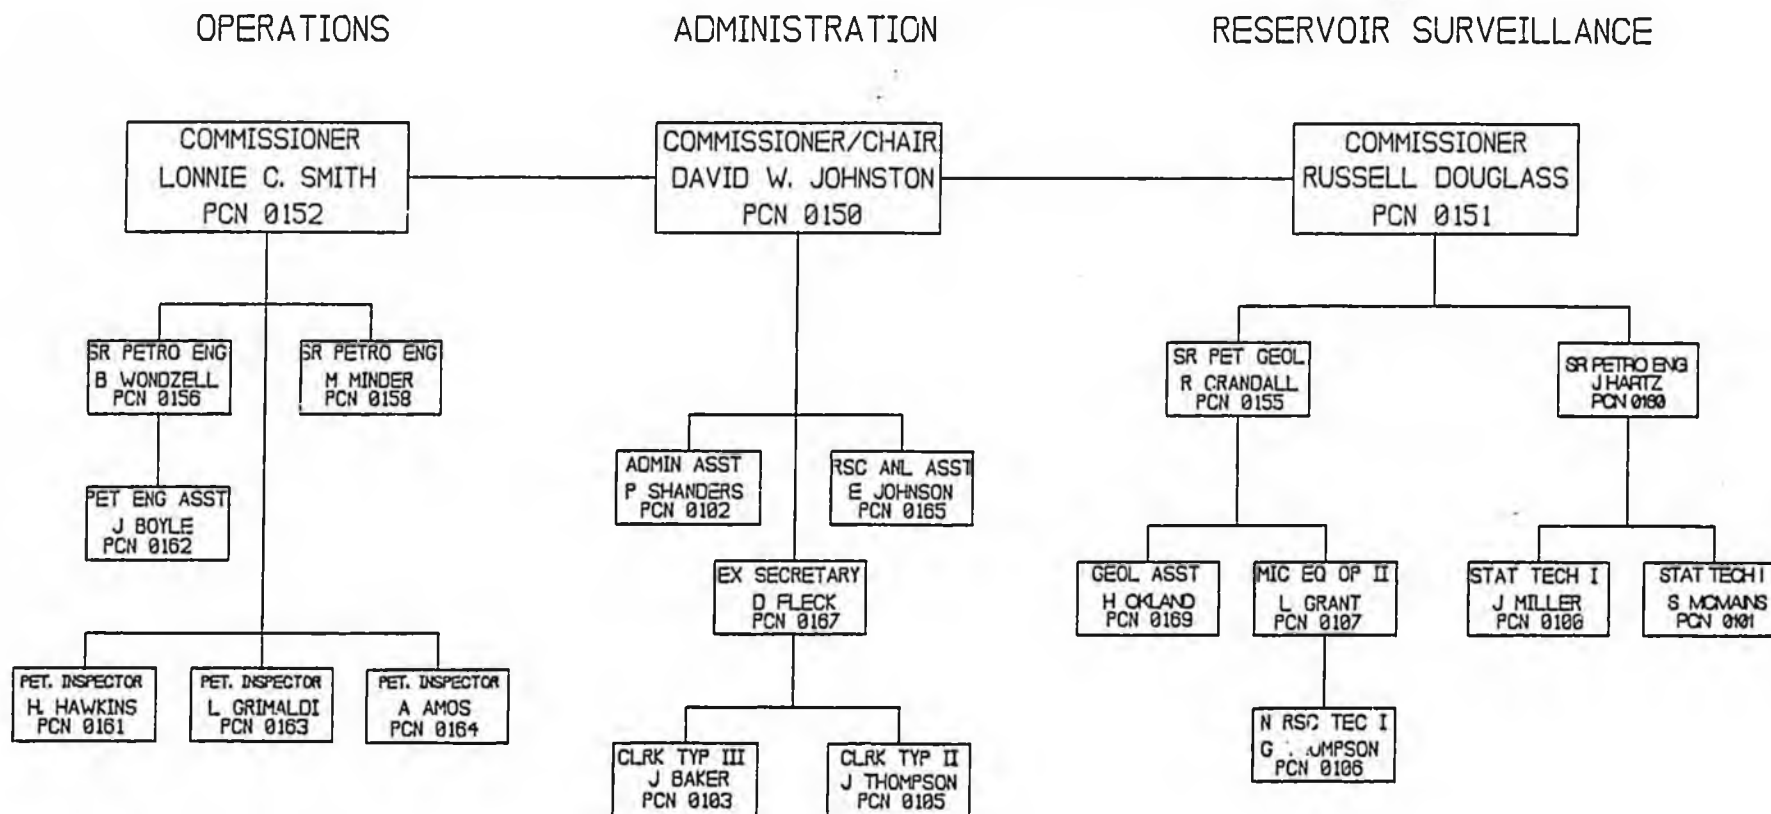 OPERATIONS
ADMINISTRATION
RESERVOIR SURVEILLANCE
COMMISSIONER
LONNIE C. SMITH
PCN 0152
COMMISSIONER/CHAIR
DAVID W. JOHNSTON
PCN 0150
COMMISSIONER
RUSSELL DOUGLASS
PCN 0151
SR PETRO ENG
B WONDZELL
PCN 0156
SR PETRO ENG
M MINDER
PCN 0158
SR PET GEOL
R CRANDALL
PCN 0155
SR PETRO ENG
J HARTZ
PCN 0160
PET ENG ASST
J BOYLE
PCN 0162
ADMIN ASST
P SHANDERS
PCN 0102
RSC ANL ASST
E JOHNSON
PCN 0165
EX SECRETARY
D FLECK
PCN 0167
GEOL ASST
H OKLAND
PCN 0169
MIC EQ OP II
L GRANT
PCN 0107
STAT TECH I
J MILLER
PCN 0100
STAT TECH I
S MCMAINS
PCN 0101
PET. INSPECTOR
H. HAWKINS
PCN 0161
PET. INSPECTOR
L GRIMALDI
PCN 0163
PET. INSPECTOR
A AMOS
PCN 0164
CLRK TYP III
J BAKER
PCN 0103
CLRK TYP II
J THOMPSON
PCN 0105
N RSC TEC I
G
PCN 0106